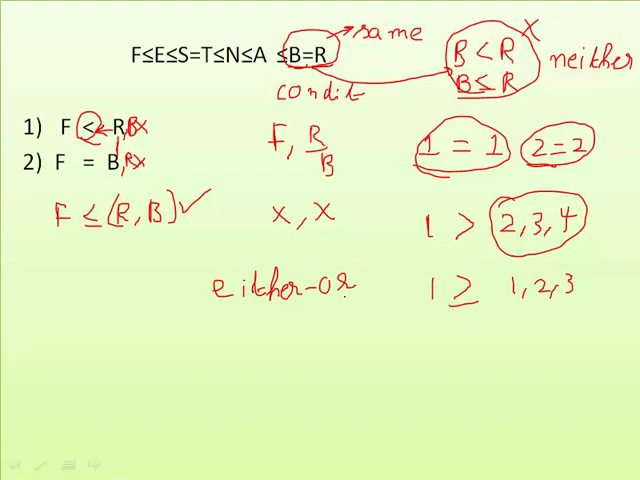 F≤E≤S=T≤N≤A ≤B=R
same
condit
B < R x
B ≤ R
neither
1) F < R, B x
2) F = B, R x
F ≤ (R, B) ✓
F, R
B
x, x
either-or
1 = 1
2 = 2
1 > 2, 3, 4
1 ≥ 1, 2, 3